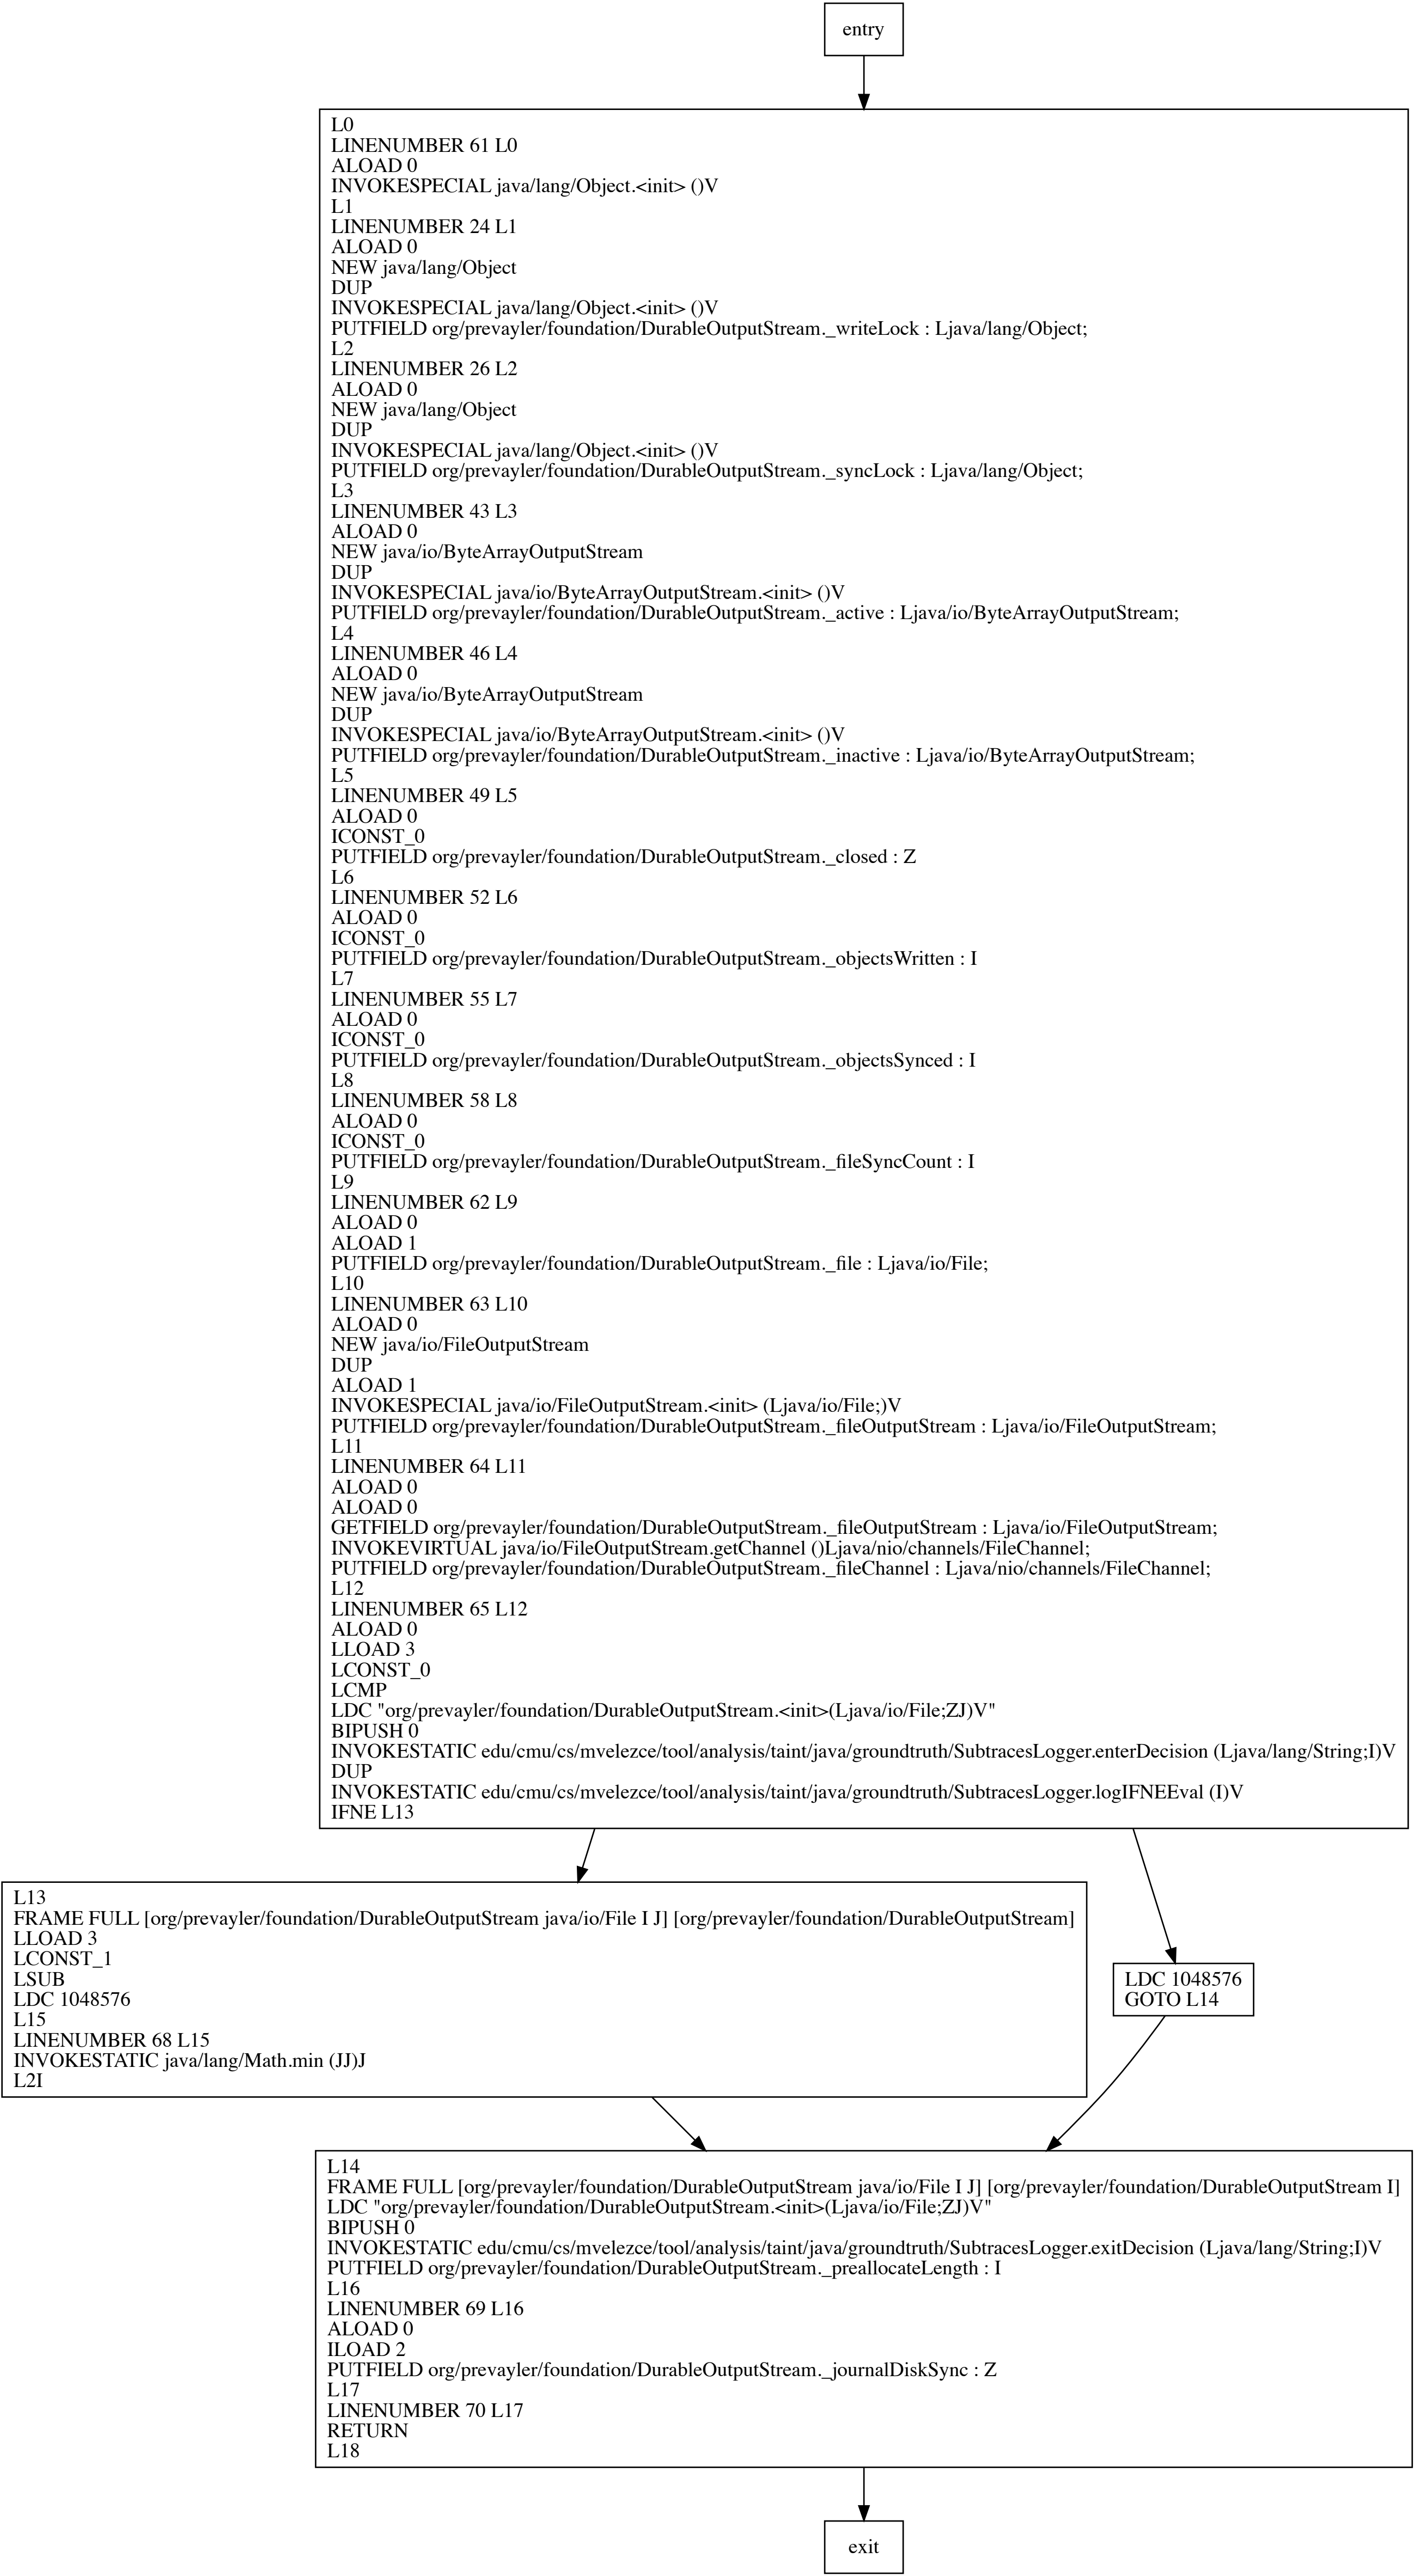 entry
L0
LINENUMBER 61 L0
ALOAD 0
INVOKESPECIAL java/lang/Object.<init> ()V
L1
LINENUMBER 24 L1
ALOAD 0
NEW java/lang/Object
DUP
INVOKESPECIAL java/lang/Object.<init> ()V
PUTFIELD org/prevayler/foundation/DurableOutputStream._writeLock : Ljava/lang/Object;
L2
LINENUMBER 26 L2
ALOAD 0
NEW java/lang/Object
DUP
INVOKESPECIAL java/lang/Object.<init> ()V
PUTFIELD org/prevayler/foundation/DurableOutputStream._syncLock : Ljava/lang/Object;
L3
LINENUMBER 43 L3
ALOAD 0
NEW java/io/ByteArrayOutputStream
DUP
INVOKESPECIAL java/io/ByteArrayOutputStream.<init> ()V
PUTFIELD org/prevayler/foundation/DurableOutputStream._active : Ljava/io/ByteArrayOutputStream;
L4
LINENUMBER 46 L4
ALOAD 0
NEW java/io/ByteArrayOutputStream
DUP
INVOKESPECIAL java/io/ByteArrayOutputStream.<init> ()V
PUTFIELD org/prevayler/foundation/DurableOutputStream._inactive : Ljava/io/ByteArrayOutputStream;
L5
LINENUMBER 49 L5
ALOAD 0
ICONST_0
PUTFIELD org/prevayler/foundation/DurableOutputStream._closed : Z
L6
LINENUMBER 52 L6
ALOAD 0
ICONST_0
PUTFIELD org/prevayler/foundation/DurableOutputStream._objectsWritten : I
L7
LINENUMBER 55 L7
ALOAD 0
ICONST_0
PUTFIELD org/prevayler/foundation/DurableOutputStream._objectsSynced : I
L8
LINENUMBER 58 L8
ALOAD 0
ICONST_0
PUTFIELD org/prevayler/foundation/DurableOutputStream._fileSyncCount : I
L9
LINENUMBER 62 L9
ALOAD 0
ALOAD 1
PUTFIELD org/prevayler/foundation/DurableOutputStream._file : Ljava/io/File;
L10
LINENUMBER 63 L10
ALOAD 0
NEW java/io/FileOutputStream
DUP
ALOAD 1
INVOKESPECIAL java/io/FileOutputStream.<init> (Ljava/io/File;)V
PUTFIELD org/prevayler/foundation/DurableOutputStream._fileOutputStream : Ljava/io/FileOutputStream;
L11
LINENUMBER 64 L11
ALOAD 0
ALOAD 0
GETFIELD org/prevayler/foundation/DurableOutputStream._fileOutputStream : Ljava/io/FileOutputStream;
INVOKEVIRTUAL java/io/FileOutputStream.getChannel ()Ljava/nio/channels/FileChannel;
PUTFIELD org/prevayler/foundation/DurableOutputStream._fileChannel : Ljava/nio/channels/FileChannel;
L12
LINENUMBER 65 L12
ALOAD 0
LLOAD 3
LCONST_0
LCMP
LDC "org/prevayler/foundation/DurableOutputStream.<init>(Ljava/io/File;ZJ)V"
BIPUSH 0
INVOKESTATIC edu/cmu/cs/mvelezce/tool/analysis/taint/java/groundtruth/SubtracesLogger.enterDecision (Ljava/lang/String;I)V
DUP
INVOKESTATIC edu/cmu/cs/mvelezce/tool/analysis/taint/java/groundtruth/SubtracesLogger.logIFNEEval (I)V
IFNE L13
L13
FRAME FULL [org/prevayler/foundation/DurableOutputStream java/io/File I J] [org/prevayler/foundation/DurableOutputStream]
LLOAD 3
LCONST_1
LSUB
LDC 1048576
L15
LINENUMBER 68 L15
INVOKESTATIC java/lang/Math.min (JJ)J
L2I
LDC 1048576
GOTO L14
L14
FRAME FULL [org/prevayler/foundation/DurableOutputStream java/io/File I J] [org/prevayler/foundation/DurableOutputStream I]
LDC "org/prevayler/foundation/DurableOutputStream.<init>(Ljava/io/File;ZJ)V"
BIPUSH 0
INVOKESTATIC edu/cmu/cs/mvelezce/tool/analysis/taint/java/groundtruth/SubtracesLogger.exitDecision (Ljava/lang/String;I)V
PUTFIELD org/prevayler/foundation/DurableOutputStream._preallocateLength : I
L16
LINENUMBER 69 L16
ALOAD 0
ILOAD 2
PUTFIELD org/prevayler/foundation/DurableOutputStream._journalDiskSync : Z
L17
LINENUMBER 70 L17
RETURN
L18
exit